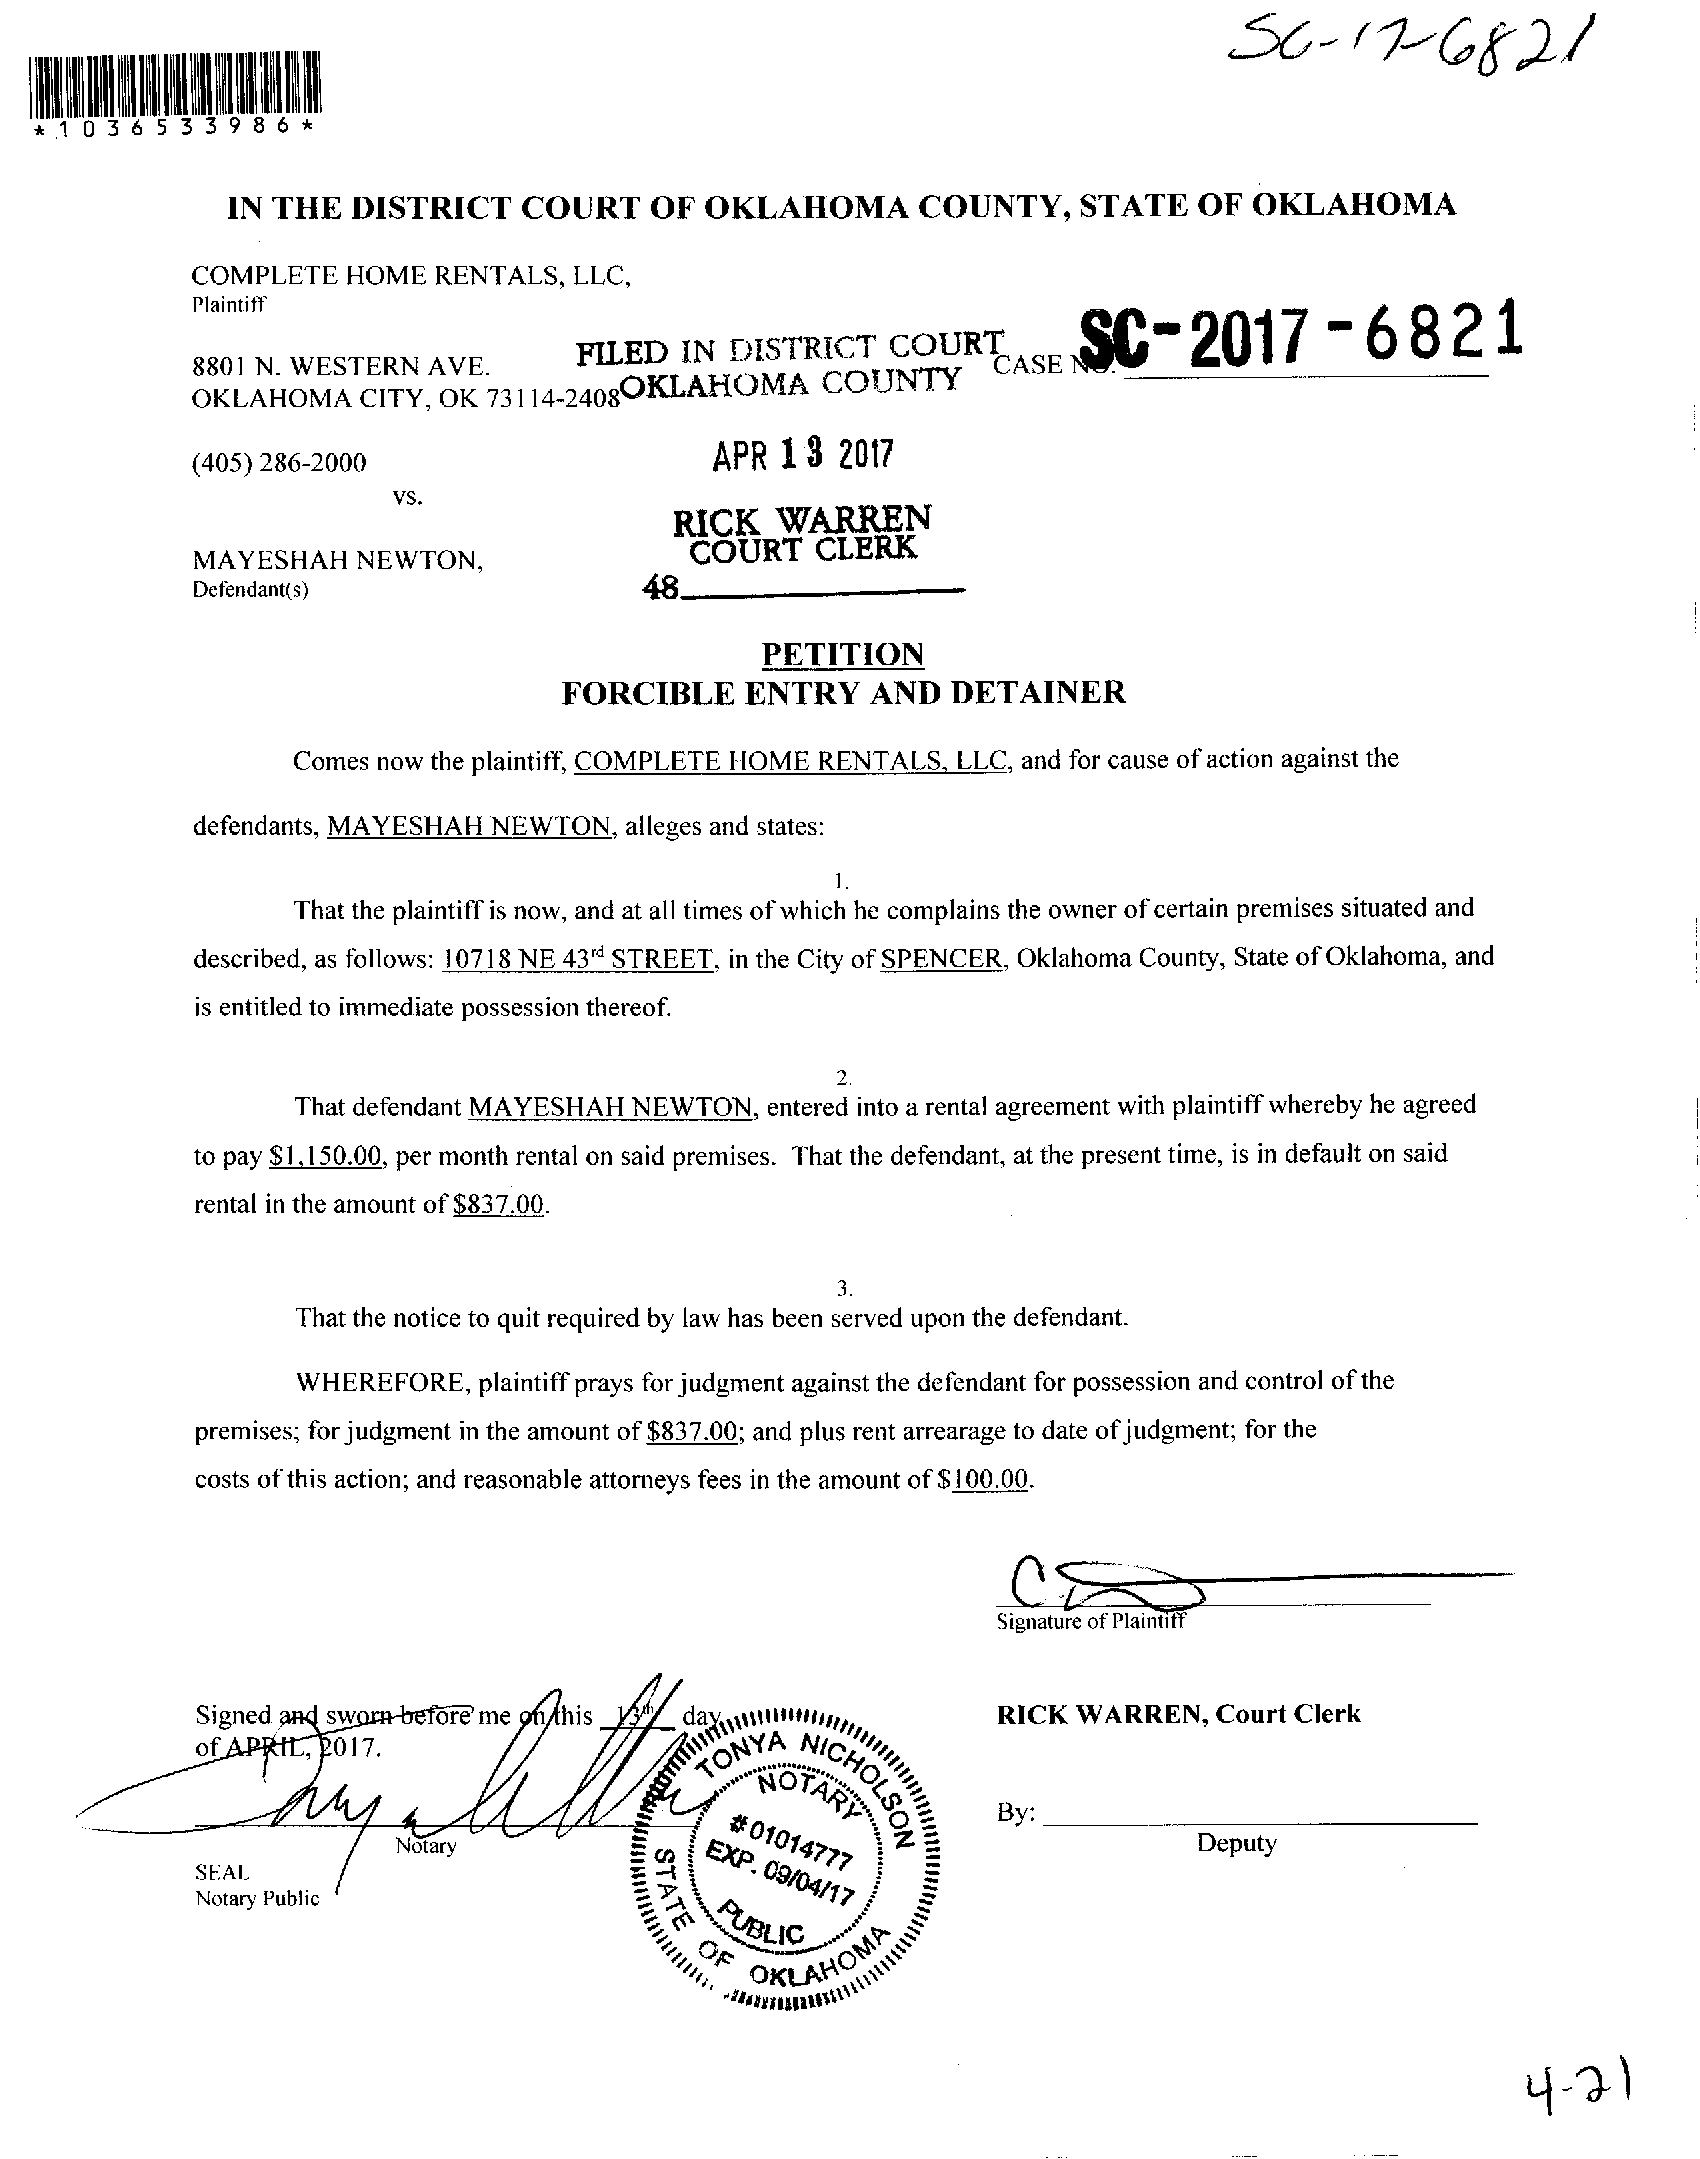 SC-17-6821
*1036533986*
IN THE DISTRICT COURT OF OKLAHOMA COUNTY, STATE OF OKLAHOMA
COMPLETE HOME RENTALS, LLC,
Plaintiff
8801 N. WESTERN AVE.
OKLAHOMA CITY, OK 73114-2408
FILED IN DISTRICT COURT
OKLAHOMA COUNTY
CASE NO. SC-2017-6821
(405) 286-2000
APR 13 2017
vs.
RICK WARREN
COURT CLERK
MAYESHAH NEWTON,
Defendant(s)
48
PETITION
FORCIBLE ENTRY AND DETAINER
Comes now the plaintiff, COMPLETE HOME RENTALS, LLC, and for cause of action against the
defendants, MAYESHAH NEWTON, alleges and states:
1.
That the plaintiff is now, and at all times of which he complains the owner of certain premises situated and
described, as follows: 10718 NE 43rd STREET, in the City of SPENCER, Oklahoma County, State of Oklahoma, and
is entitled to immediate possession thereof.
2.
That defendant MAYESHAH NEWTON, entered into a rental agreement with plaintiff whereby he agreed
to pay $1,150.00, per month rental on said premises. That the defendant, at the present time, is in default on said
rental in the amount of $837.00.
3.
That the notice to quit required by law has been served upon the defendant.
WHEREFORE, plaintiff prays for judgment against the defendant for possession and control of the
premises; for judgment in the amount of $837.00; and plus rent arrearage to date of judgment; for the
costs of this action; and reasonable attorneys fees in the amount of $100.00.
Signature of Plaintiff
Signed and sworn before me on this 13th day
of APRIL, 2017.
RICK WARREN, Court Clerk
By:
Deputy
Notary
SEAL
Notary Public
TONYA NICHOLSON
NOTARY
#01014777
EXP. 09/04/17
PUBLIC
STATE OF OKLAHOMA
4-21